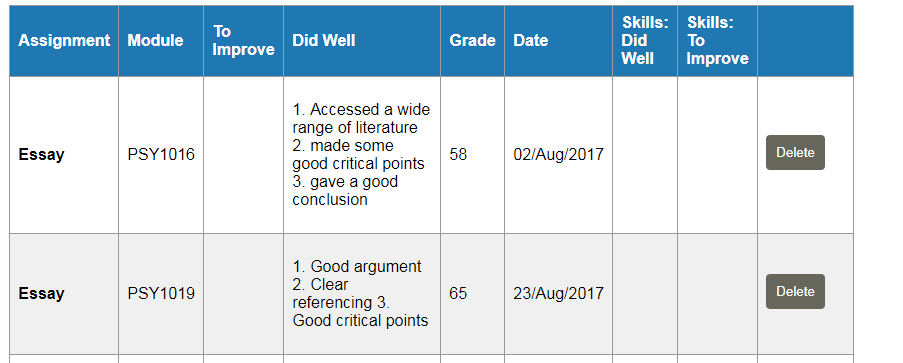 Assignment Module To Improve Did Well Grade Date Skills: Did Well Skills: To Improve
Essay PSY1016 1. Accessed a wide
range of literature
2. made some
good critical points
3. gave a good
conclusion 58 02/Aug/2017 Delete
Essay PSY1019 1. Good argument
2. Clear
referencing 3.
Good critical points 65 23/Aug/2017 Delete